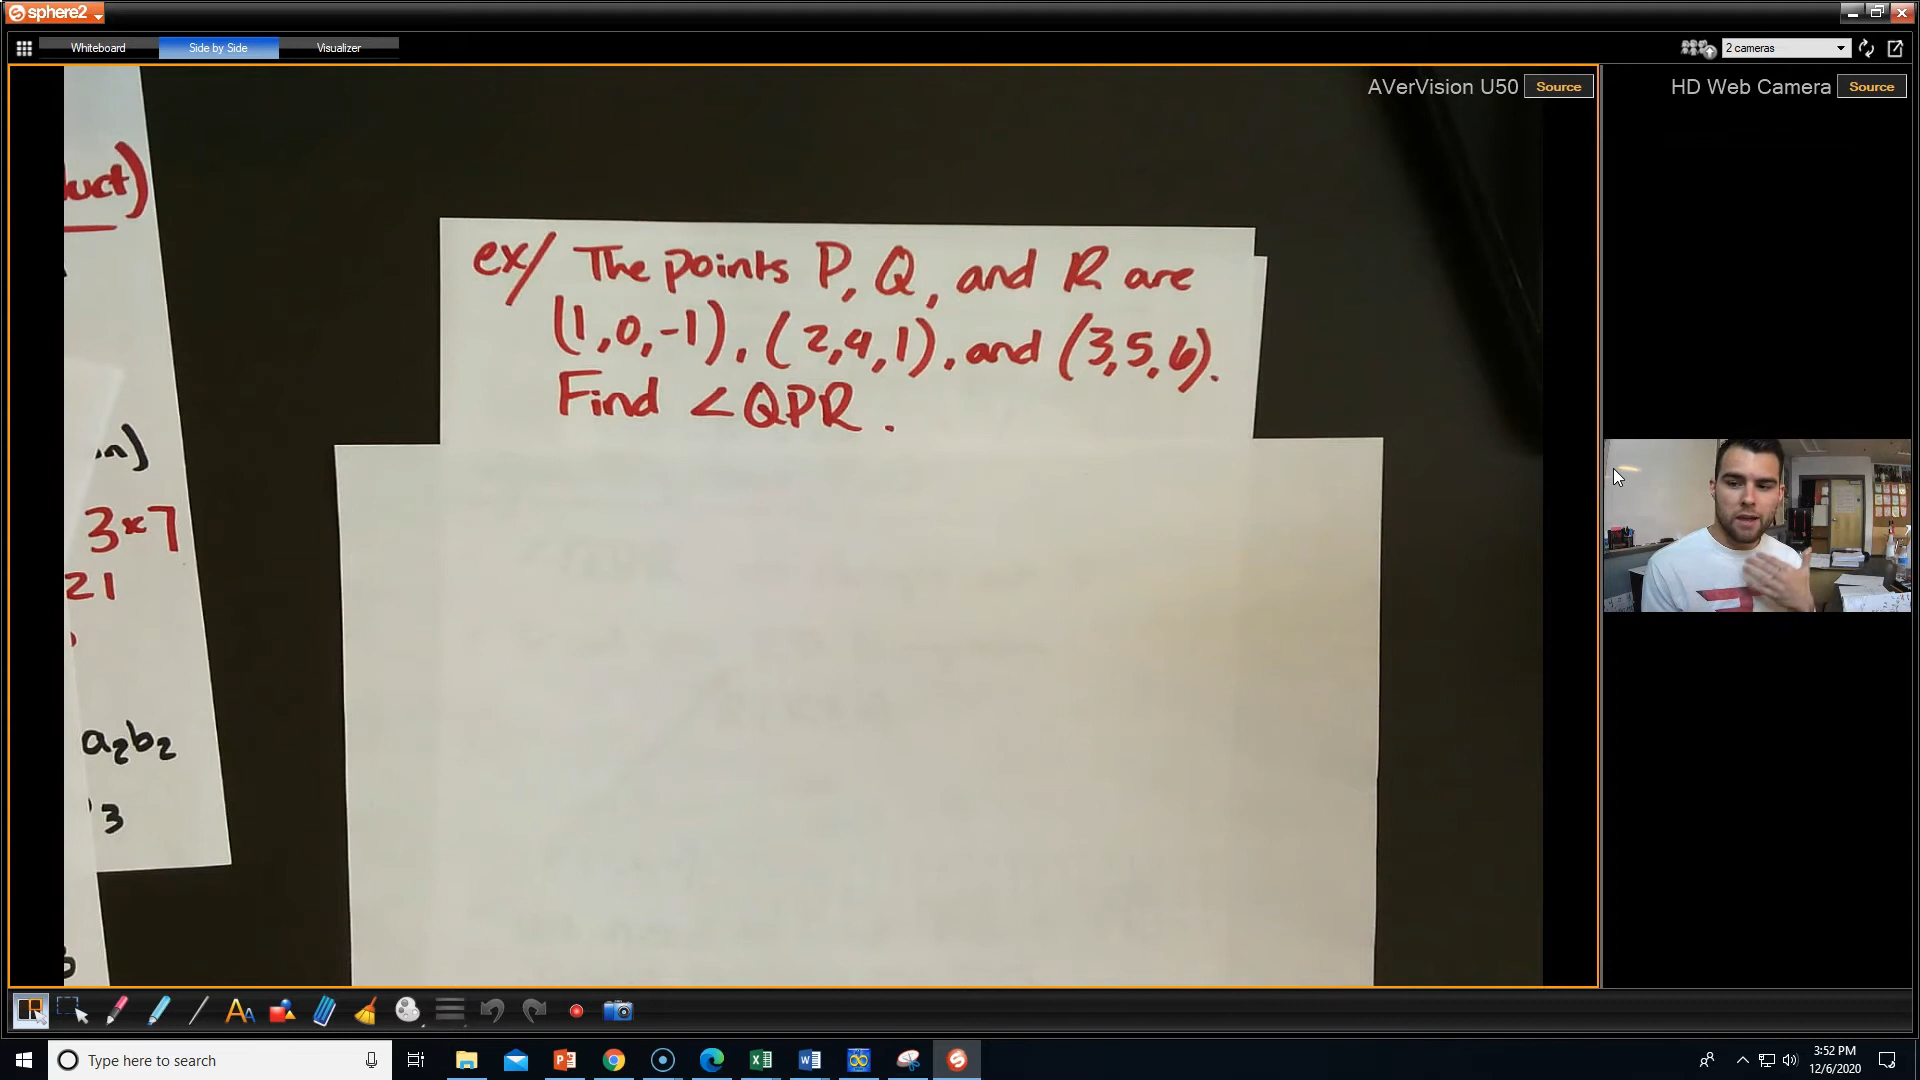 sphere2
Whiteboard
Side by Side
Visualizer
2 cameras
AVerVision U50
Source
HD Web Camera
Source
uct)
ex/ The points P, Q, and R are
(1,0,-1), (2,4,1), and (3,5,6).
Find <QPR.
n)
3×7
21
a2b2
3
Type here to search
3:52 PM
12/6/2020